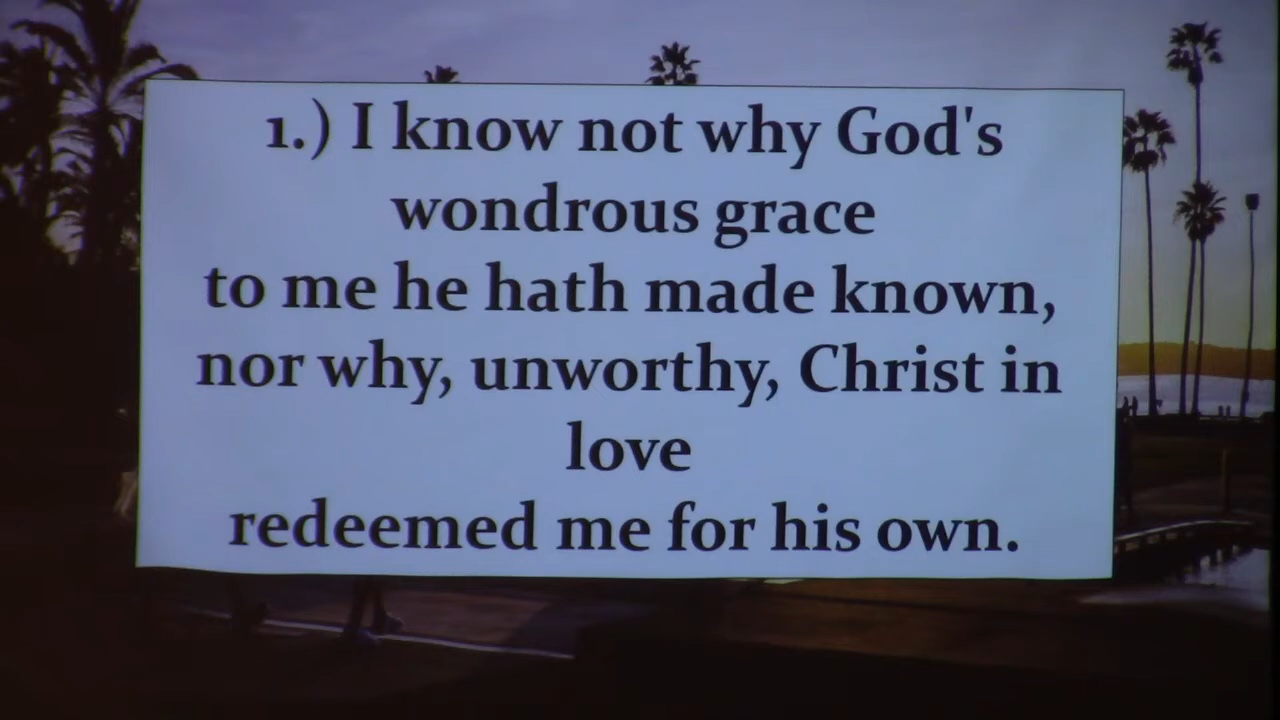 1.) I know not why God's
wondrous grace
to me he hath made known,
nor why, unworthy, Christ in
love
redeemed me for his own.